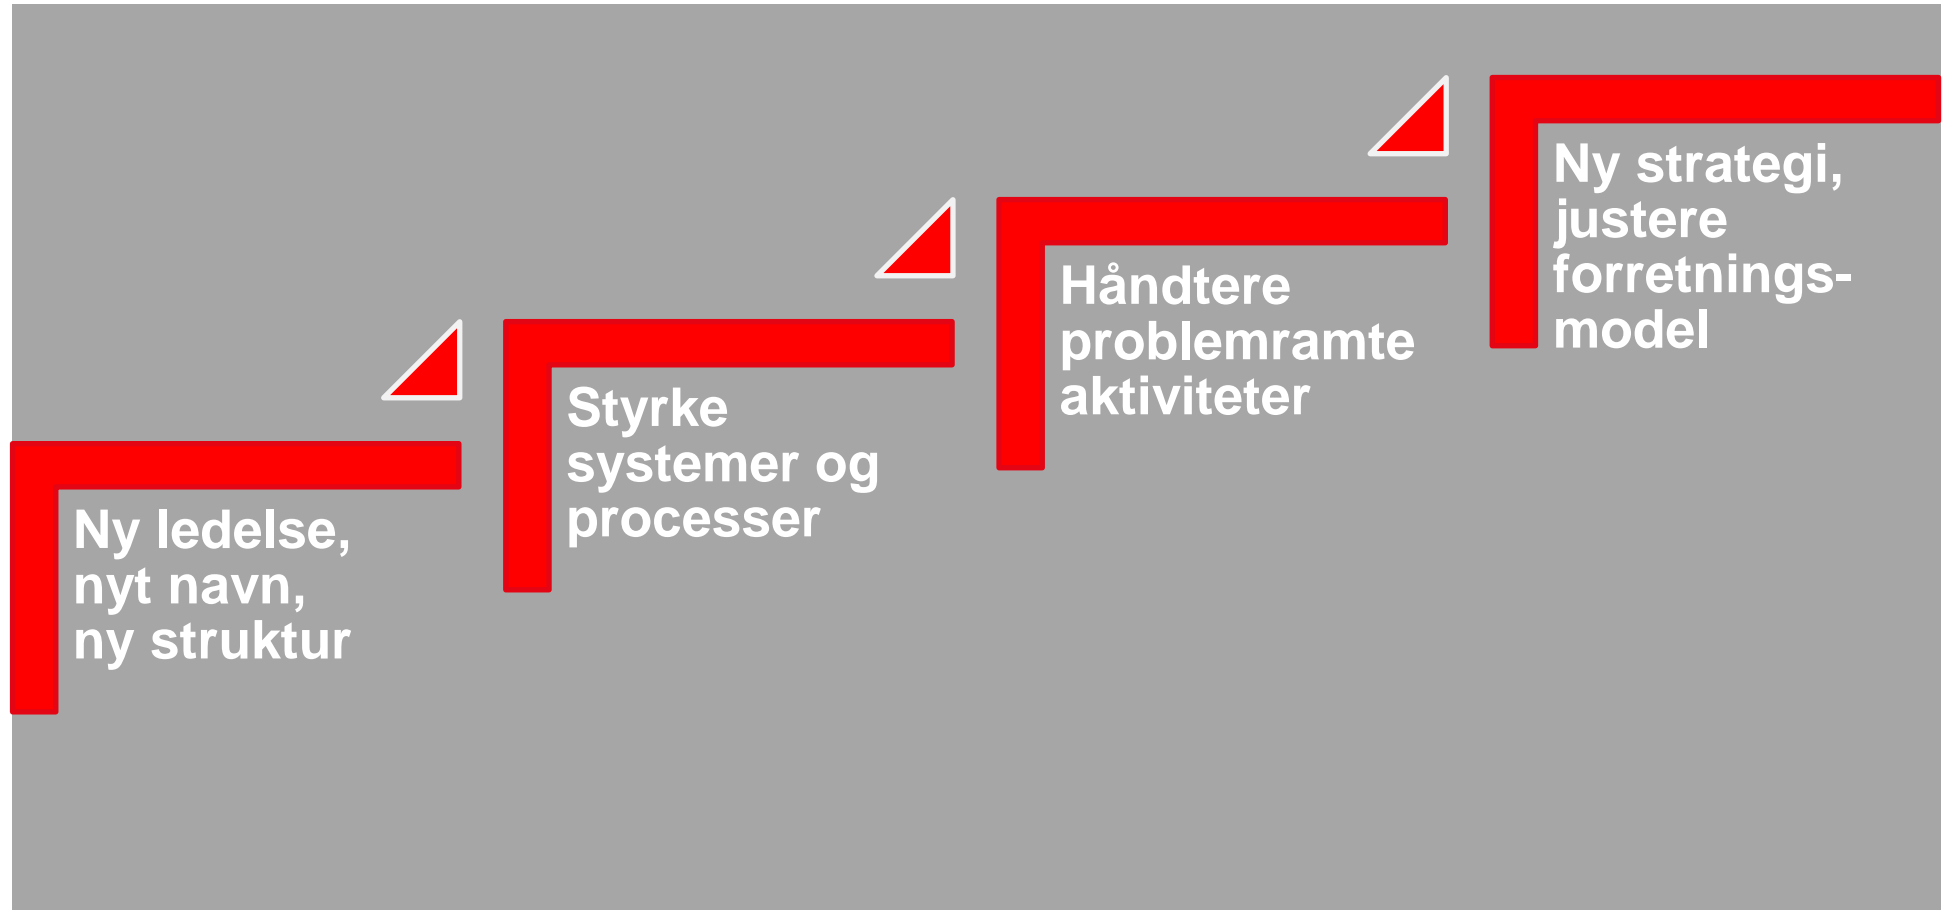 Ny ledelse,
nyt navn,
ny struktur
Styrke
systemer og
processer
Håndtere
problemramte
aktiviteter
Ny strategi,
justere
forretnings-
model